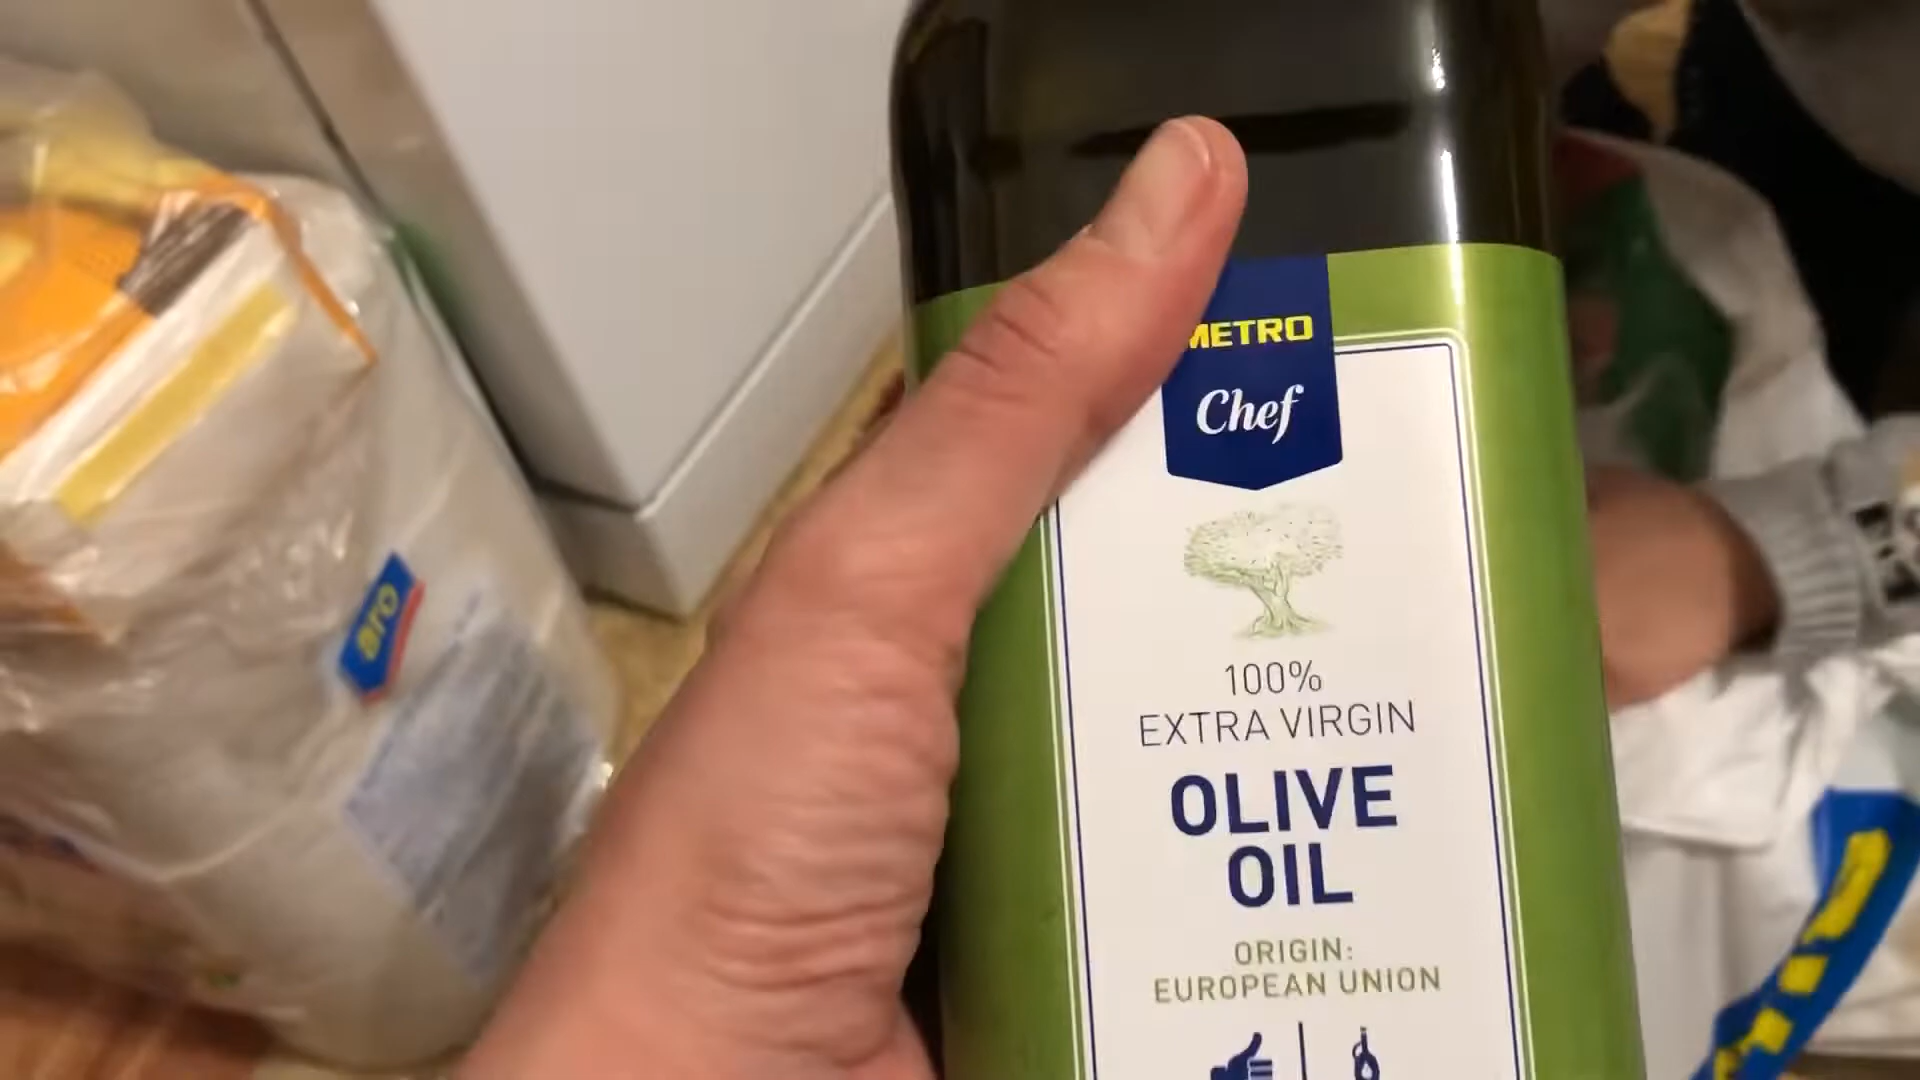 METRO
Chef
100%
EXTRA VIRGIN
OLIVE
OIL
ORIGIN:
EUROPEAN UNION
aro